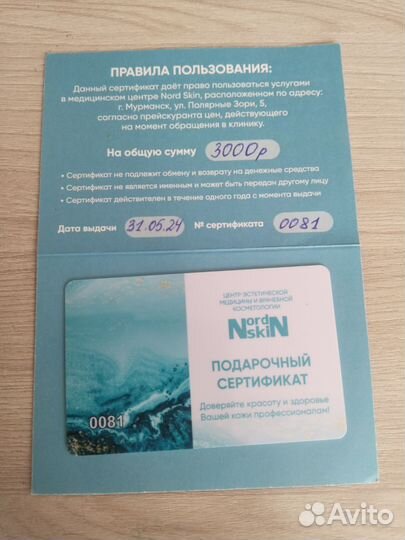 ПРАВИЛА ПОЛЬЗОВАНИЯ:
Данный сертификат даёт право пользоваться услугами
в медицинском центре Nord Skin, расположенном по адресу:
г. Мурманск, ул. Полярные Зори, 5,
согласно прейскуранта цен, действующего
на момент обращения в клинику.
На общую сумму 3000р
• Сертификат не подлежит обмену и возврату на денежные средства
• Сертификат не является именным и может быть передан другому лицу
• Сертификат действителен в течение одного года с момента выдачи
Дата выдачи 31.05.24 № сертификата 0081
ЦЕНТР ЭСТЕТИЧЕСКОЙ
МЕДИЦИНЫ И ВРАЧЕБНОЙ
КОСМЕТОЛОГИИ
Nord
skiN
ПОДАРОЧНЫЙ
СЕРТИФИКАТ
Доверяйте красоту и здоровье
Вашей кожи профессионалам!
0081
Avito